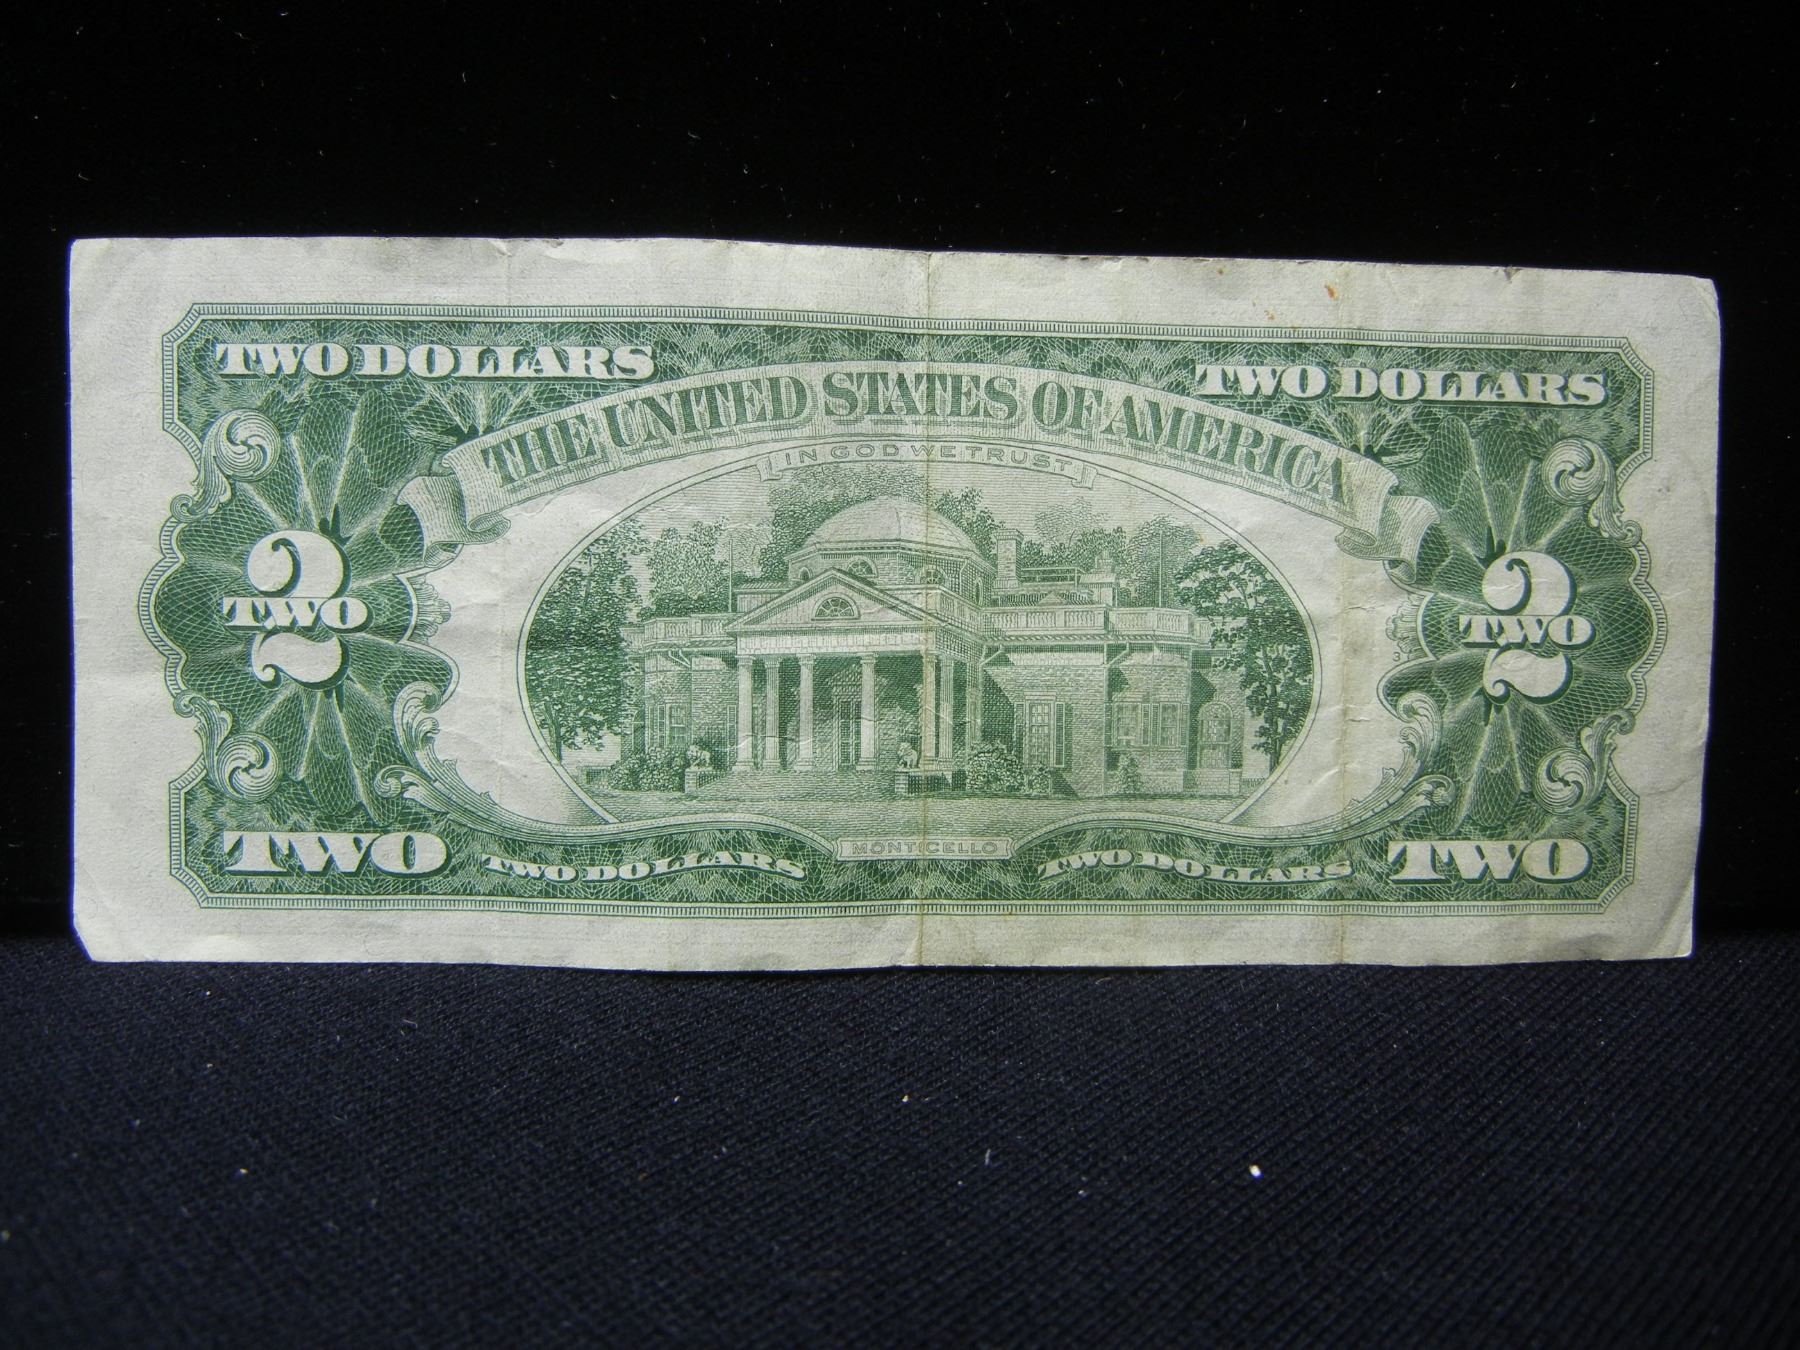 TWO DOLLARS TWO DOLLARS
THE UNITED STATES OF AMERICA
IN GOD WE TRUST
2 2
TWO TWO
3
MONTICELLO
TWO TWO DOLLARS TWO DOLLARS TWO